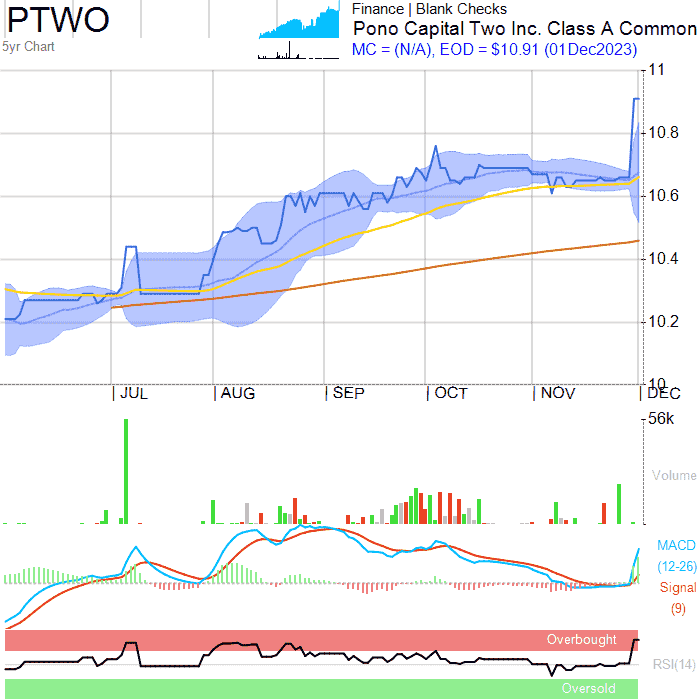 PTWO
5yr Chart
Finance | Blank Checks
Pono Capital Two Inc. Class A Common
MC = (N/A), EOD = $10.91 (01Dec2023)
11
10.8
10.6
10.4
10.2
10
JUL AUG SEP OCT NOV DEC
56k
Volume
MACD
(12-26)
Signal
(9)
Overbought
RSI(14)
Oversold